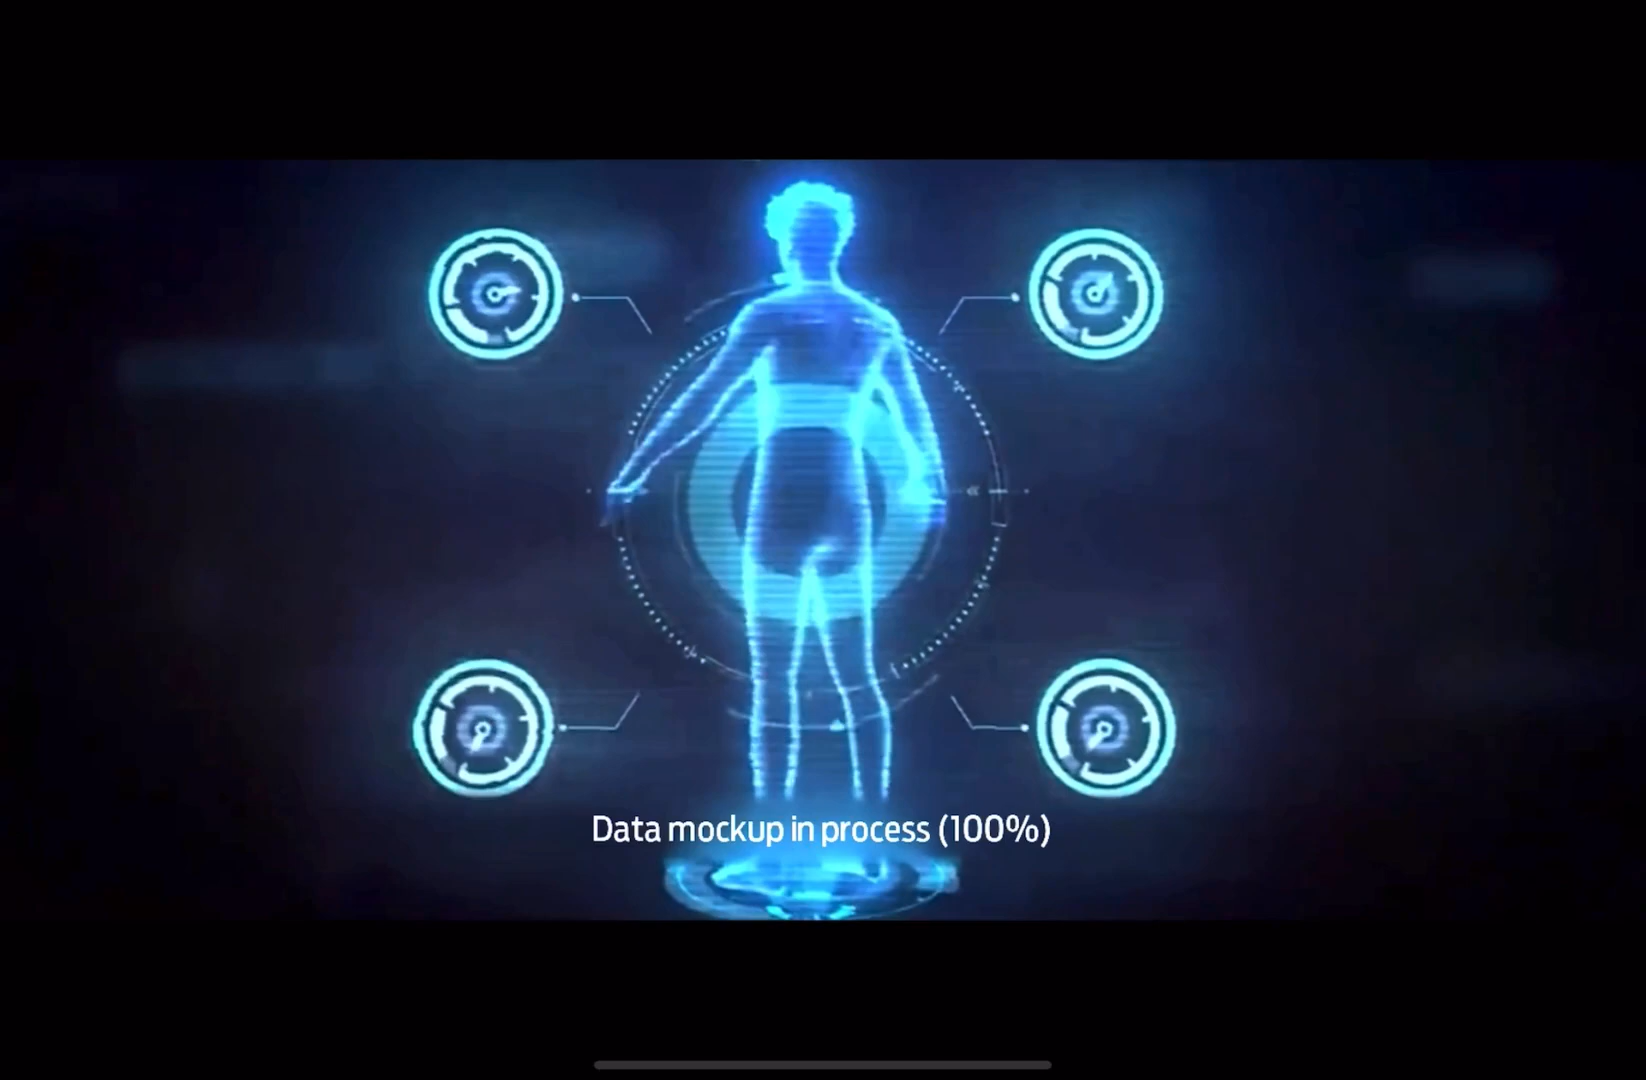 Data mockup in process (100%)